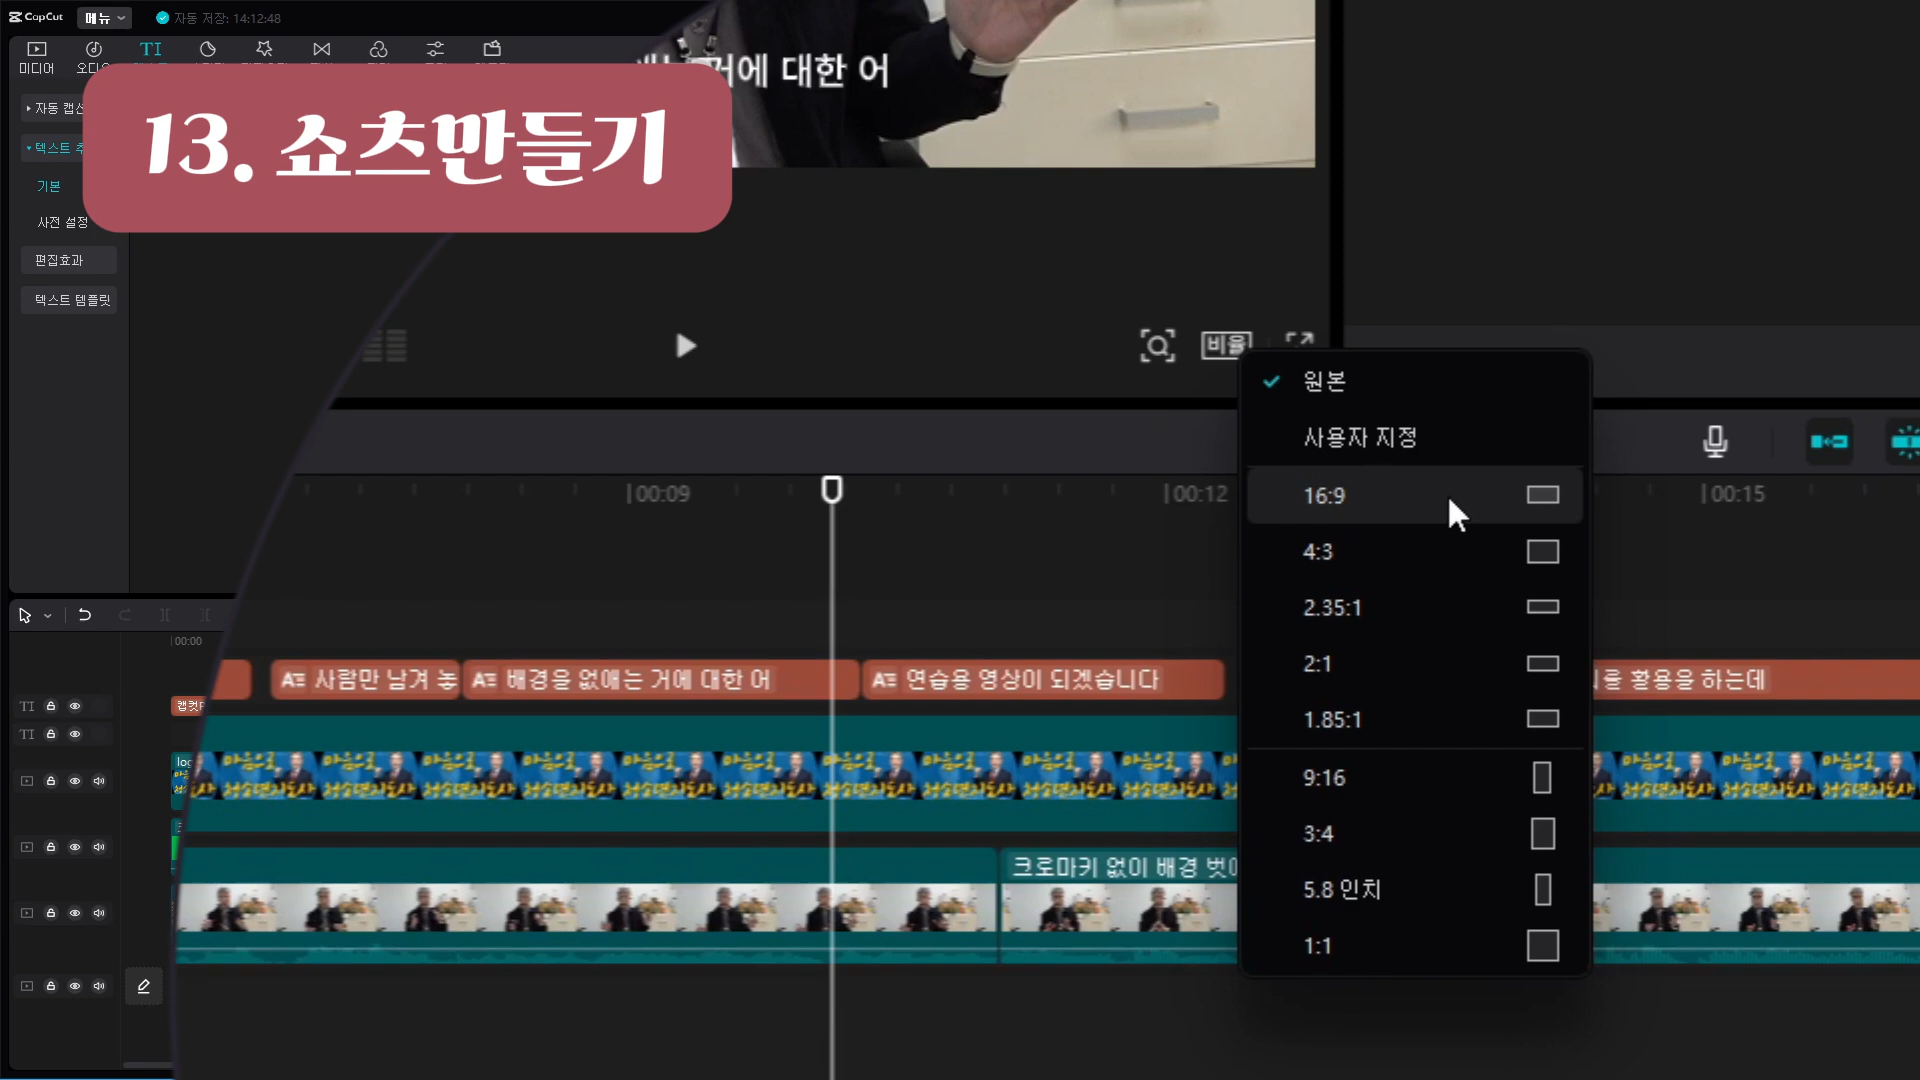 CapCut
메뉴
자동 저장: 14:12:48
미디어
TI
자동 캡션
텍스트 추
기본
사전 설정
편집효과
텍스트 템플릿
13. 쇼츠만들기
거에 대한 어
비율
원본
사용자 지정
16:9
4:3
2.35:1
2:1
1.85:1
9:16
3:4
5.8 인치
1:1
00:00
00:09
00:12
00:15
사람만 남겨 놓
배경을 없애는 거에 대한 어
연습용 영상이 되겠습니다
활용을 하는데
TI
캡컷
TI
log
마음으로,
크로마키 없이 배경 벗